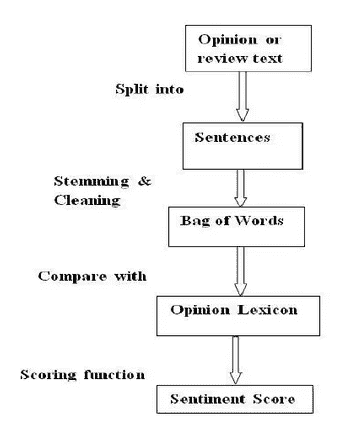 Opinion or
review text
Split into
Sentences
Stemming &
Cleaning
Bag of Words
Compare with
Opinion Lexicon
Scoring function
Sentiment Score